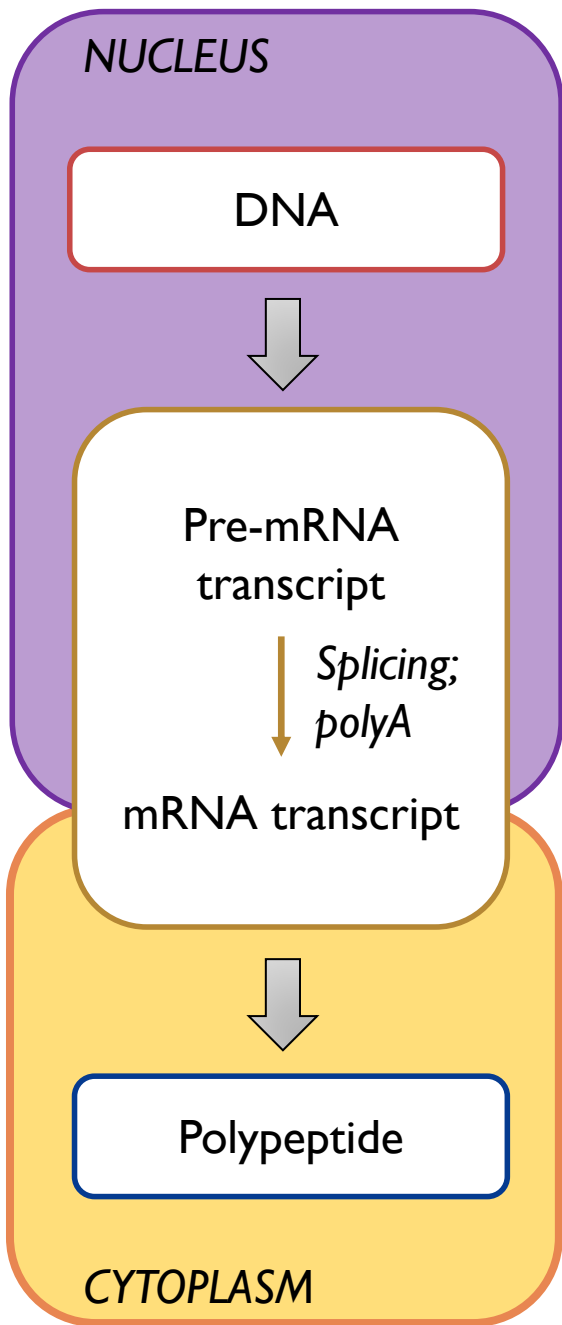 NUCLEUS
DNA
Pre-mRNA
transcript
Splicing;
polyA
mRNA transcript
Polypeptide
CYTOPLASM